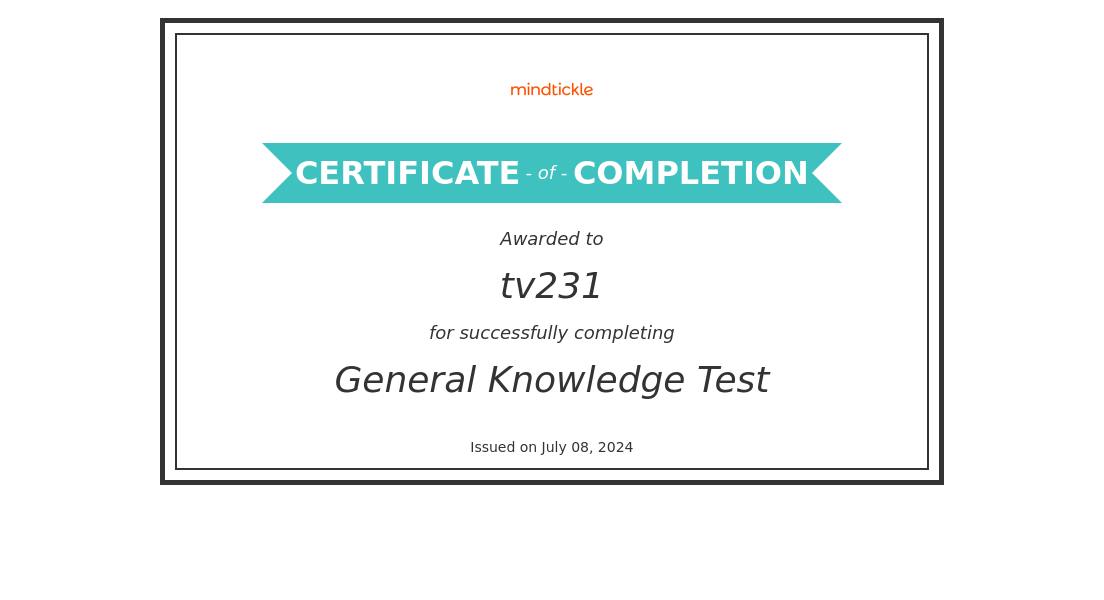 mindtickle
CERTIFICATE - of - COMPLETION
Awarded to
tv231
for successfully completing
General Knowledge Test
Issued on July 08, 2024